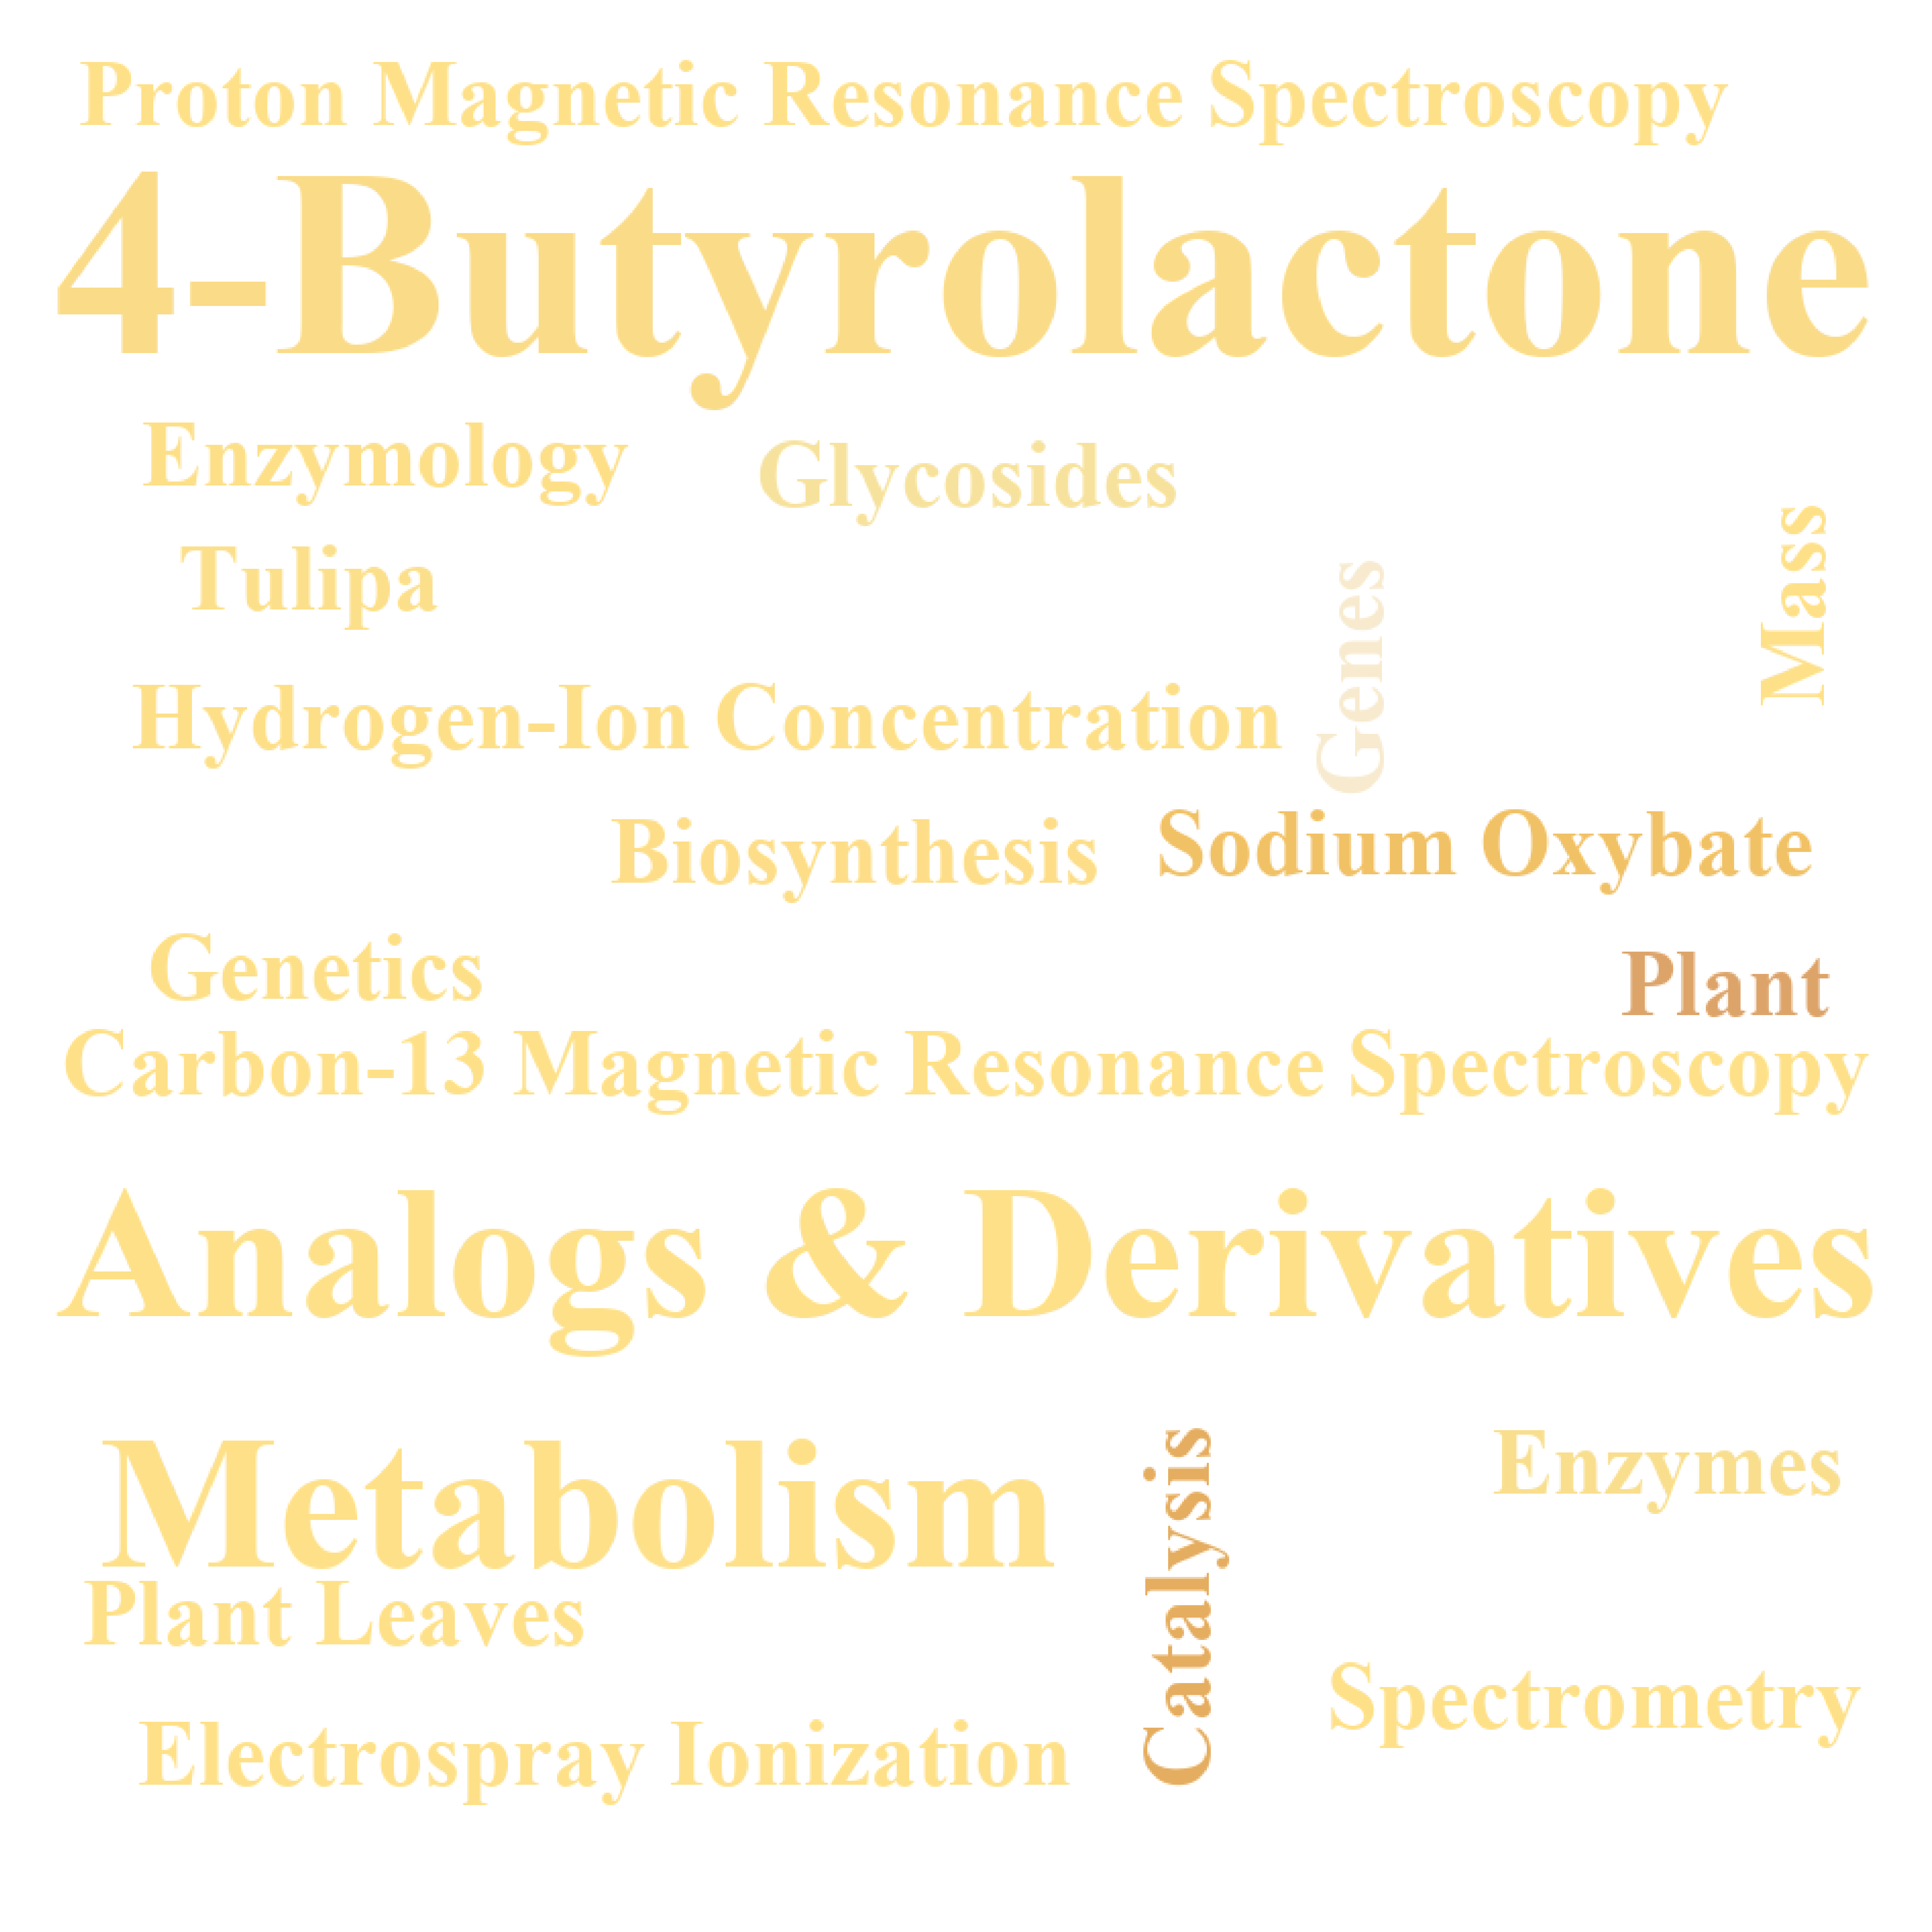 Proton Magnetic Resonance Spectroscopy
4-Butyrolactone
Enzymology
Glycosides
Mass
Tulipa
Genes
Hydrogen-Ion Concentration
Biosynthesis
Sodium Oxybate
Genetics
Plant
Carbon-13 Magnetic Resonance Spectroscopy
Analogs & Derivatives
Metabolism
Catalysis
Enzymes
Plant Leaves
Spectrometry
Electrospray Ionization